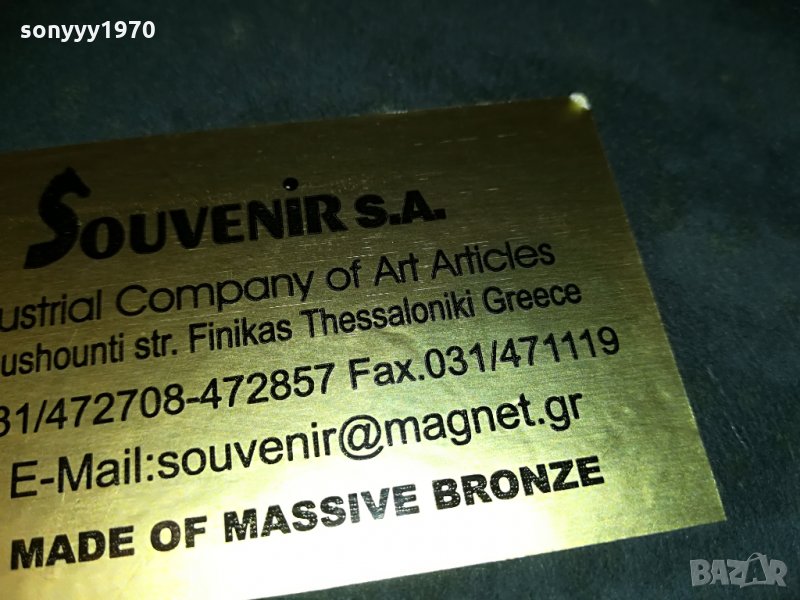 sonyyy1970
SOUVENIR S.A.
ustrial Company of Art Articles
ushounti str. Finikas Thessaloniki Greece
31/472708-472857 Fax.031/471119
E-Mail:souvenir@magnet.gr
MADE OF MASSIVE BRONZE
BAZAR